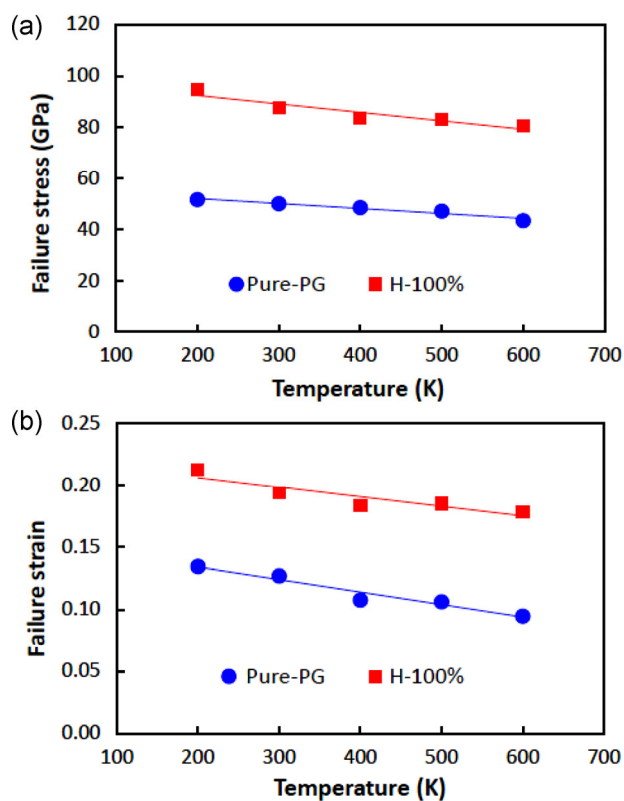 (a)
Failure stress (GPa)
120
100
80
60
40
20
0
Pure-PG
H-100%
100 200 300 400 500 600 700
Temperature (K)
(b)
Failure strain
0.25
0.20
0.15
0.10
0.05
0.00
Pure-PG
H-100%
100 200 300 400 500 600 700
Temperature (K)